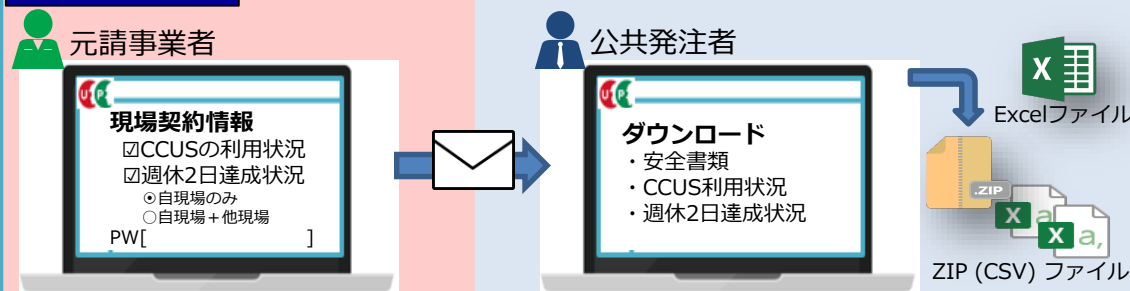 元請事業者
現場契約情報
☑CCUSの利用状況
☑週休2日達成状況
⦿自現場のみ
○自現場+他現場
PW[ ]
公共発注者
ダウンロード
・安全書類
・CCUS利用状況
・週休2日達成状況
X
Excelファイル
.ZIP
X a
X a,
ZIP (CSV) ファイル